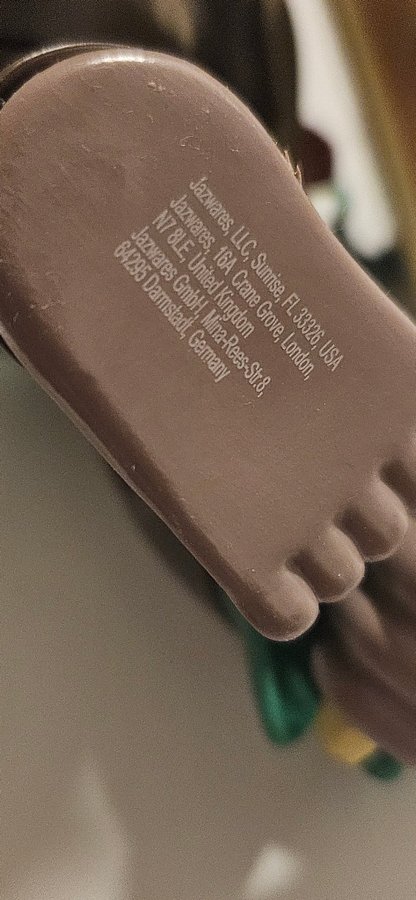 Jazwares, LLC, Sunrise, FL 33326, USA
Jazwares, 16A Crane Grove, London,
N7 8LE, United Kingdom
Jazwares GmbH, Mina-Rees-Str.8,
64295 Darmstadt, Germany